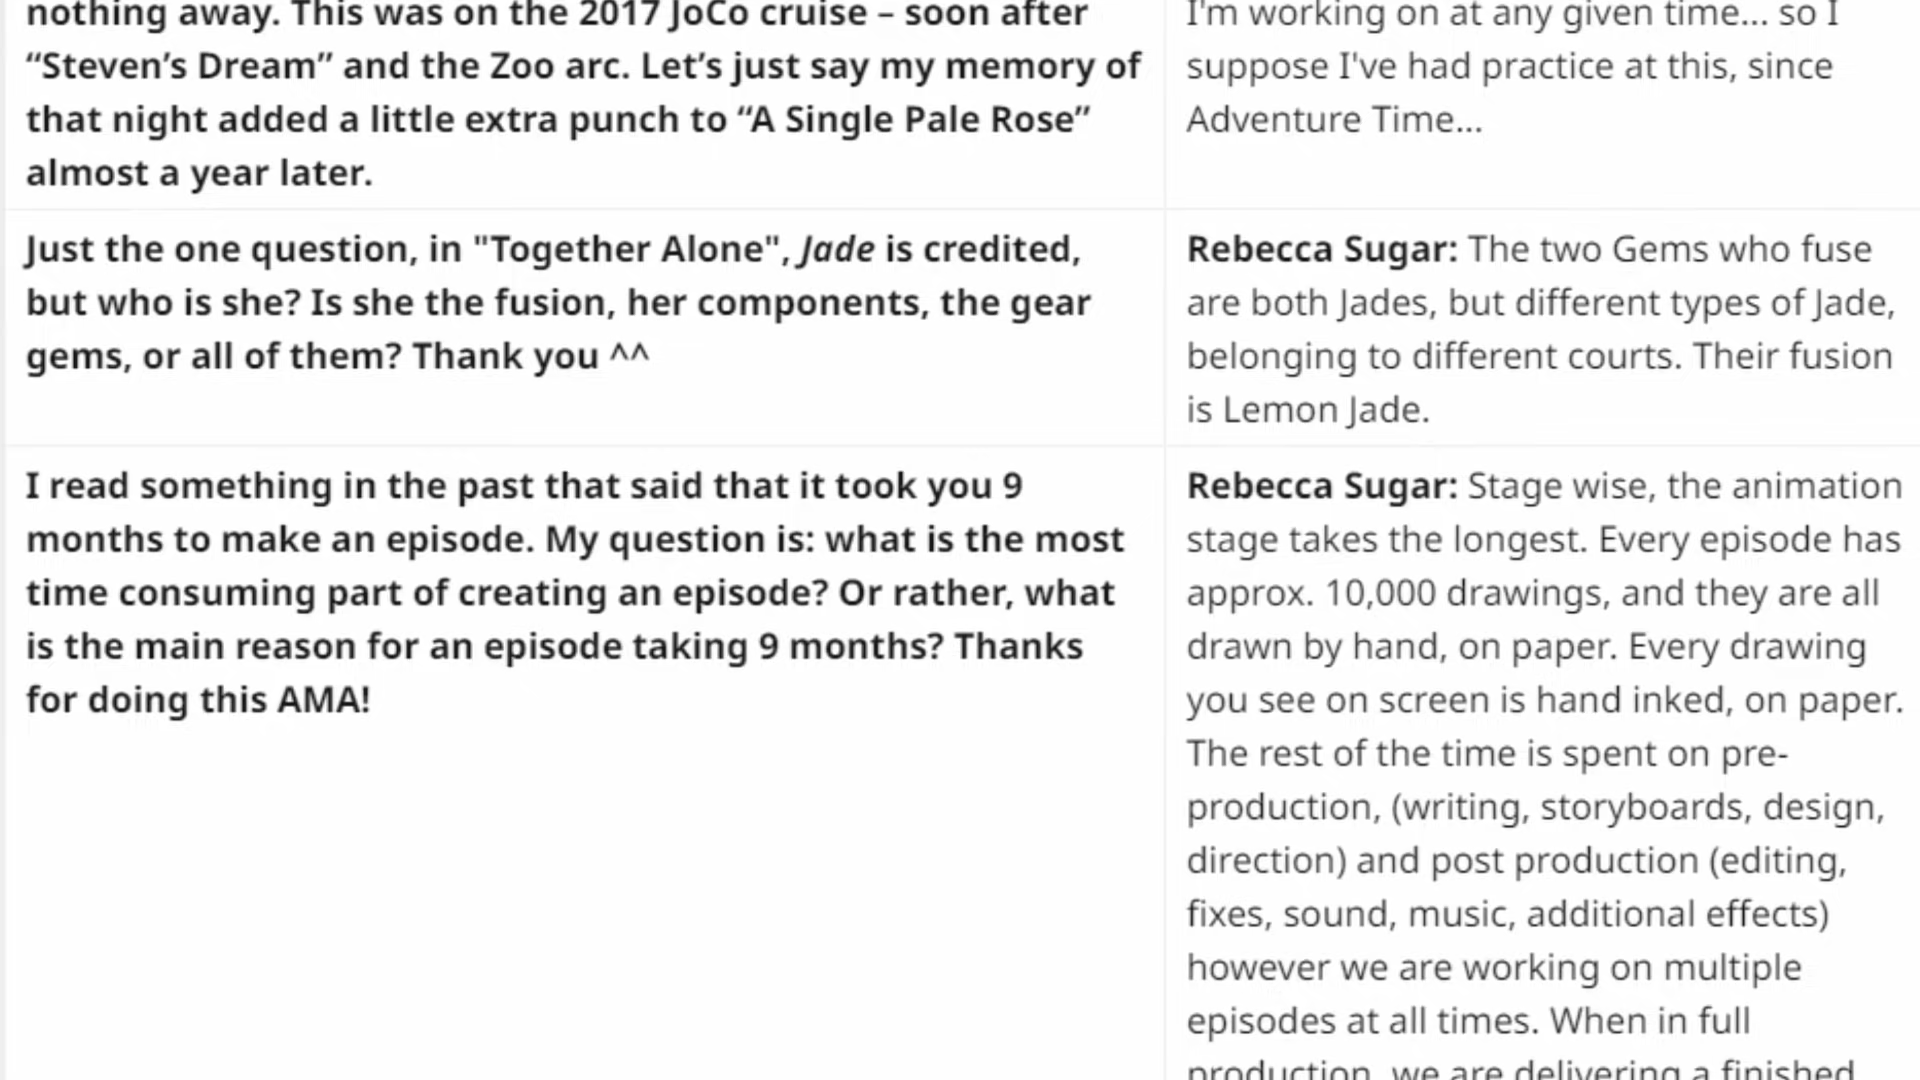 nothing away. This was on the 2017 JoCo cruise – soon after
“Steven’s Dream” and the Zoo arc. Let’s just say my memory of
that night added a little extra punch to “A Single Pale Rose”
almost a year later.
I'm working on at any given time... so I
suppose I've had practice at this, since
Adventure Time...
Just the one question, in "Together Alone", Jade is credited,
but who is she? Is she the fusion, her components, the gear
gems, or all of them? Thank you ^^
Rebecca Sugar: The two Gems who fuse
are both Jades, but different types of Jade,
belonging to different courts. Their fusion
is Lemon Jade.
I read something in the past that said that it took you 9
months to make an episode. My question is: what is the most
time consuming part of creating an episode? Or rather, what
is the main reason for an episode taking 9 months? Thanks
for doing this AMA!
Rebecca Sugar: Stage wise, the animation
stage takes the longest. Every episode has
approx. 10,000 drawings, and they are all
drawn by hand, on paper. Every drawing
you see on screen is hand inked, on paper.
The rest of the time is spent on pre-
production, (writing, storyboards, design,
direction) and post production (editing,
fixes, sound, music, additional effects)
however we are working on multiple
episodes at all times. When in full
production, we are delivering a finished